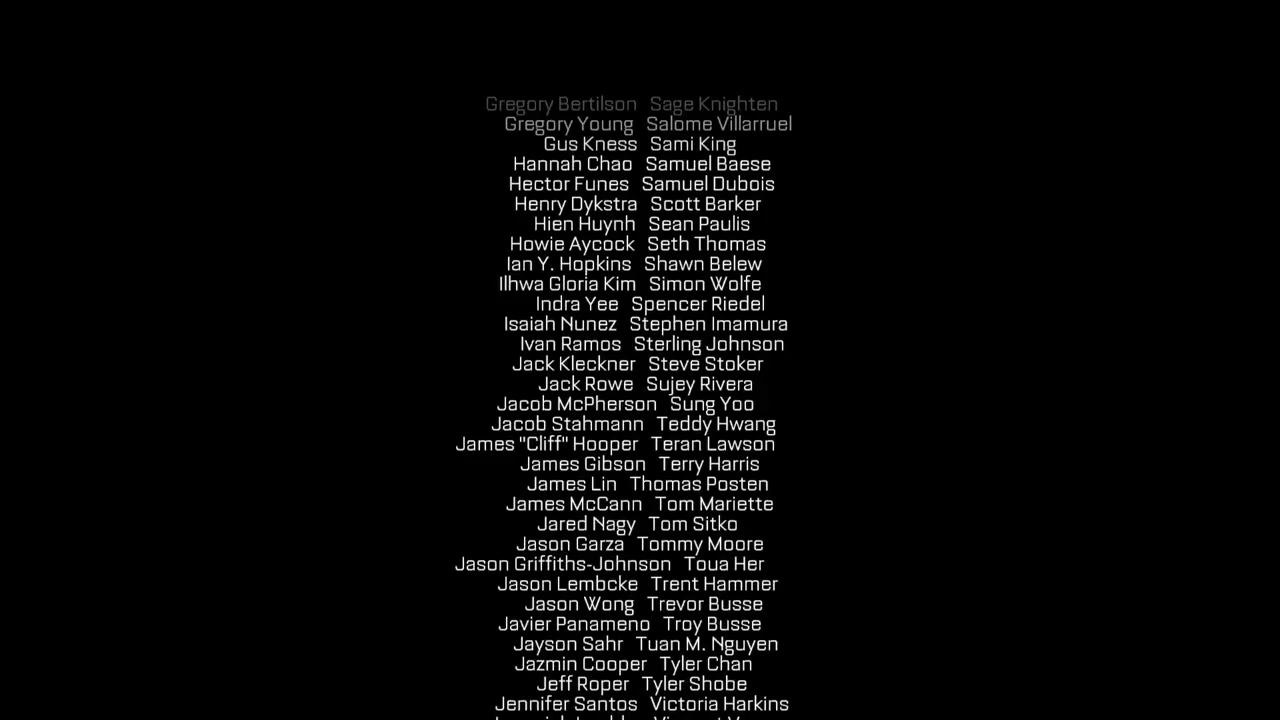 Gregory Bertilson Sage Knighten
Gregory Young Salome Villarruel
Gus Kness Sami King
Hannah Chao Samuel Baese
Hector Funes Samuel Dubois
Henry Dykstra Scott Barker
Hien Huynh Sean Paulis
Howie Aycock Seth Thomas
Ian Y. Hopkins Shawn Belew
Ilhwa Gloria Kim Simon Wolfe
Indra Yee Spencer Riedel
Isaiah Nunez Stephen Imamura
Ivan Ramos Sterling Johnson
Jack Kleckner Steve Stoker
Jack Rowe Sujey Rivera
Jacob McPherson Sung Yoo
Jacob Stahmann Teddy Hwang
James "Cliff" Hooper Teran Lawson
James Gibson Terry Harris
James Lin Thomas Posten
James McCann Tom Mariette
Jared Nagy Tom Sitko
Jason Garza Tommy Moore
Jason Griffiths-Johnson Toua Her
Jason Lembcke Trent Hammer
Jason Wong Trevor Busse
Javier Panameno Troy Busse
Jayson Sahr Tuan M. Nguyen
Jazmin Cooper Tyler Chan
Jeff Roper Tyler Shobe
Jennifer Santos Victoria Harkins